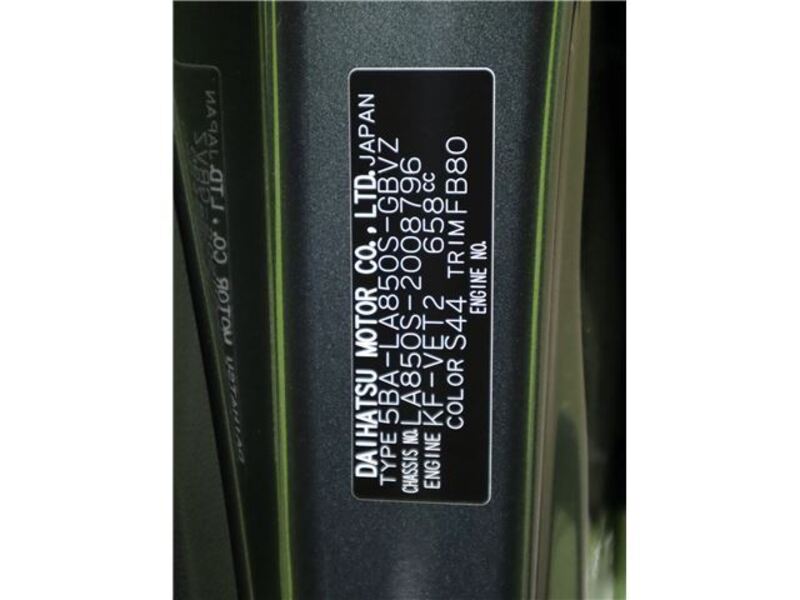 DAIHATSU MOTOR CO., LTD. JAPAN
TYPE 5BA-LA850S-GBVZ
CHASSIS NO. LA850S-2008796
ENGINE KF-VET2 658cc
COLOR S44 TRIM FB80
ENGINE NO.